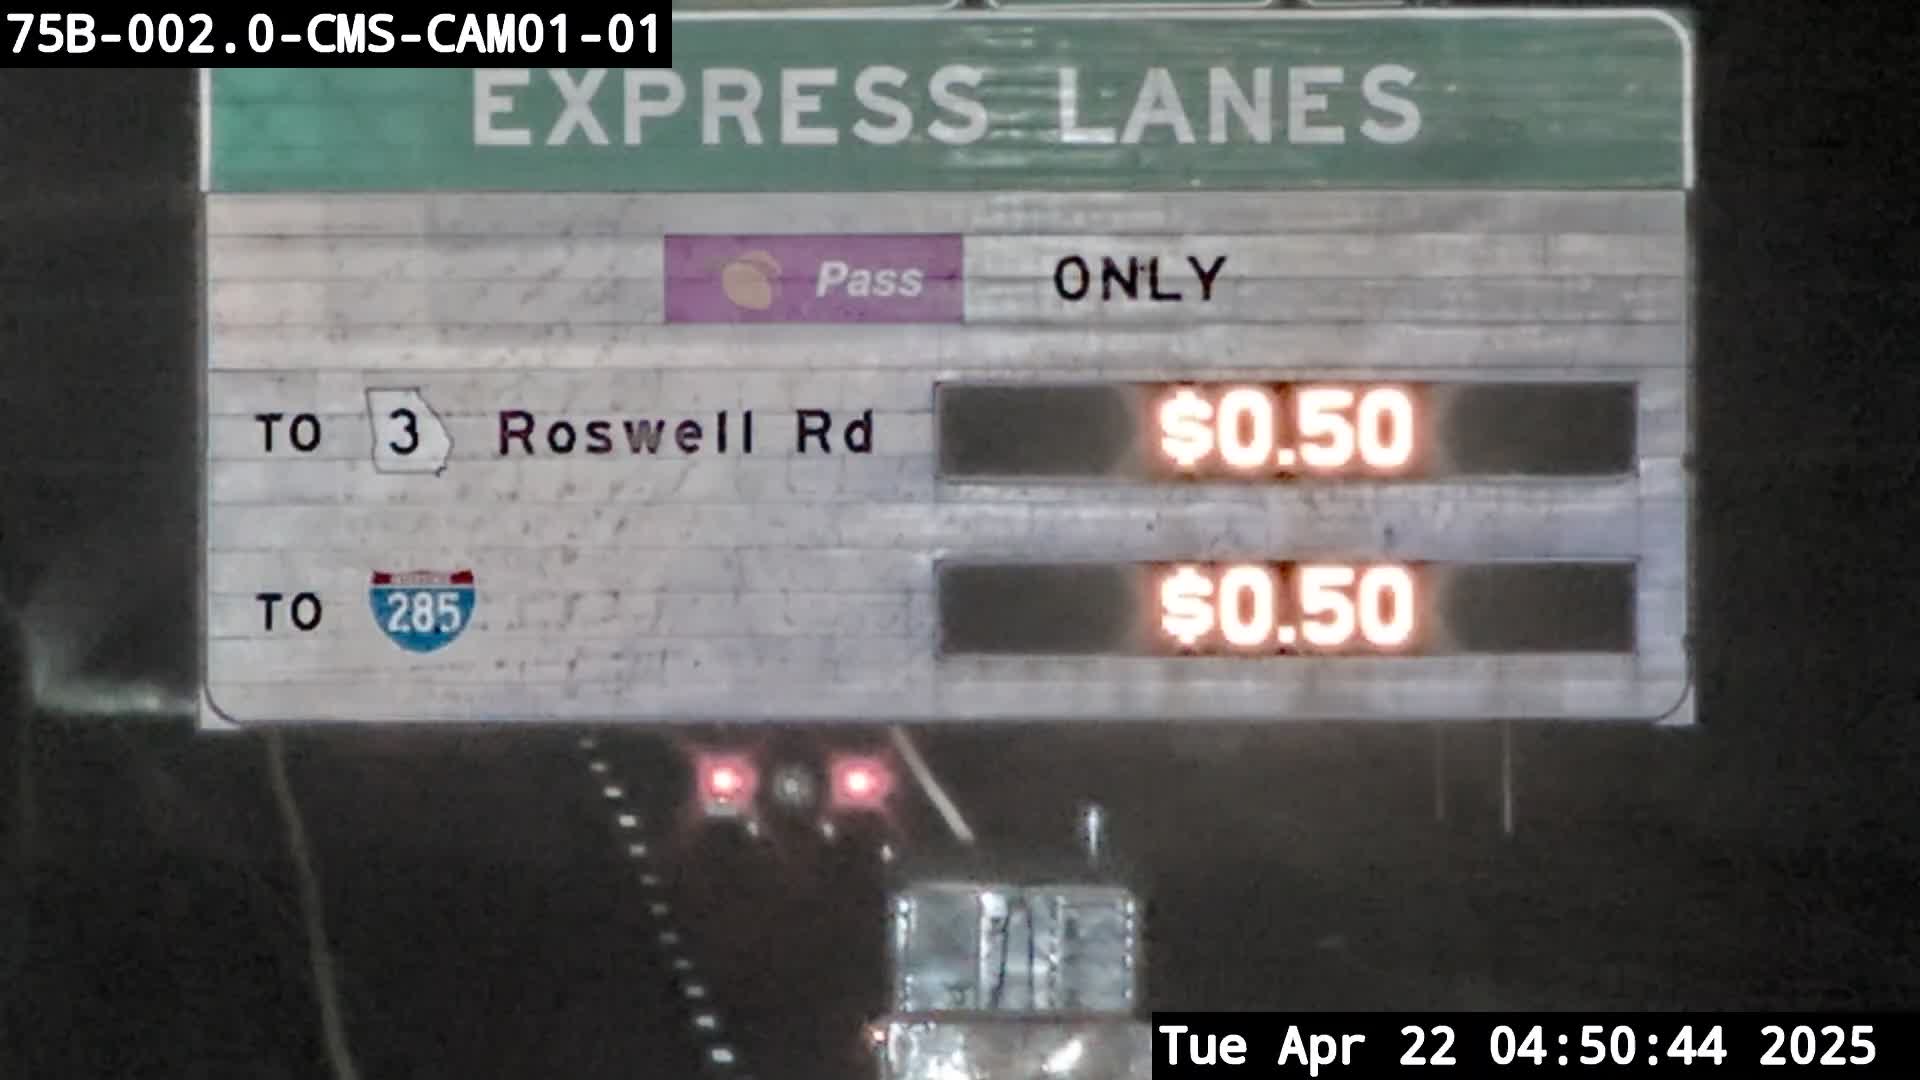 75B-002.0-CMS-CAM01-01
EXPRESS LANES
Pass ONLY
TO 3 Roswell Rd $0.50
TO 285 $0.50
Tue Apr 22 04:50:44 2025